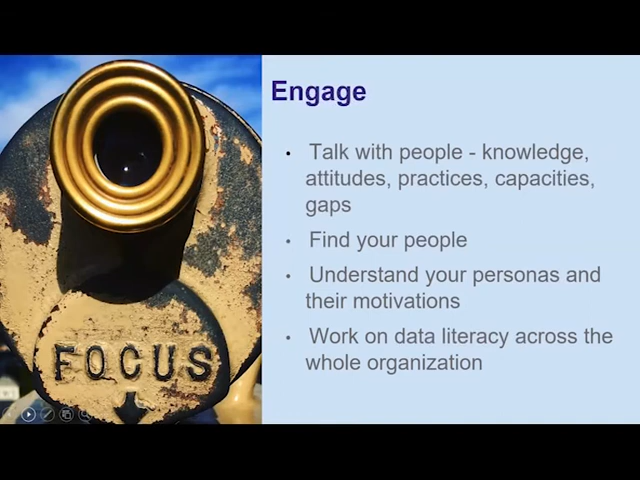 Engage
• Talk with people - knowledge,
attitudes, practices, capacities,
gaps
• Find your people
• Understand your personas and
their motivations
• Work on data literacy across the
whole organization
FOCUS